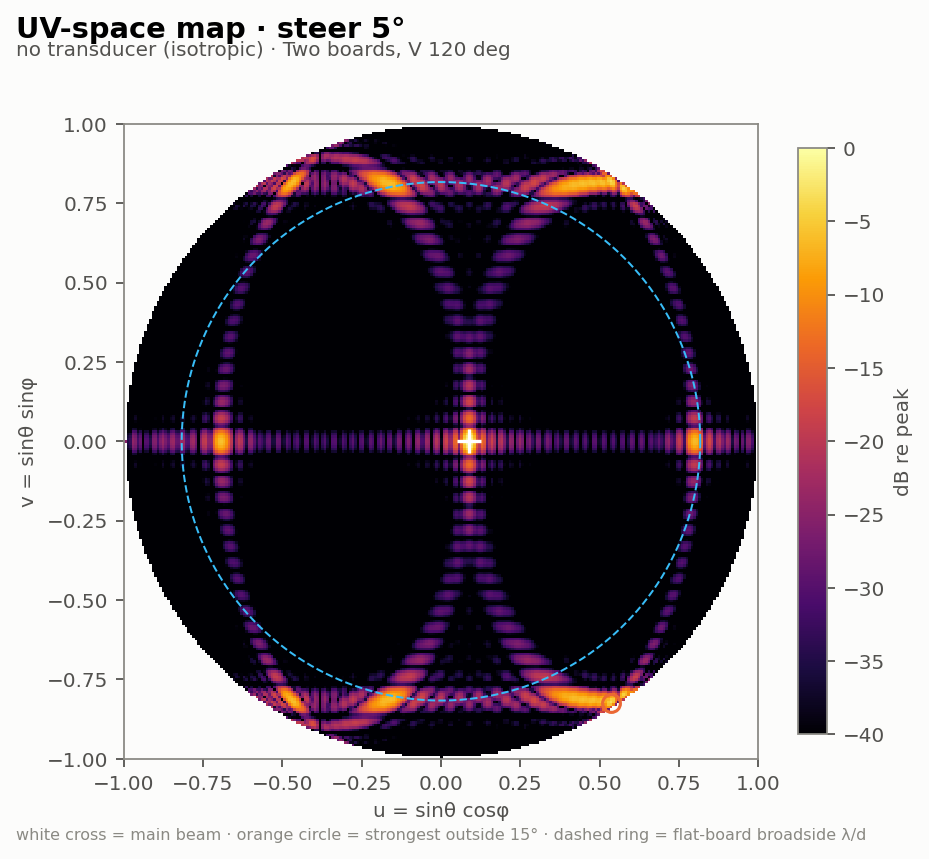 UV-space map · steer 5°
no transducer (isotropic) · Two boards, V 120 deg
1.00
0.75
0.50
0.25
0.00
−0.25
−0.50
−0.75
−1.00
v = sinθ sinφ
−1.00 −0.75 −0.50 −0.25 0.00 0.25 0.50 0.75 1.00
u = sinθ cosφ
0
−5
−10
−15
−20
−25
−30
−35
−40
dB re peak
white cross = main beam · orange circle = strongest outside 15° · dashed ring = flat-board broadside λ/d